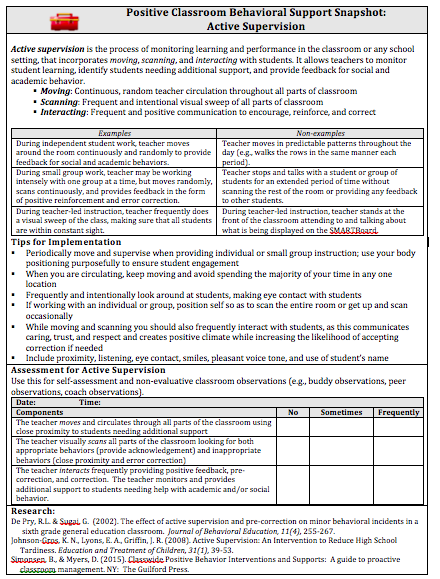 Positive Classroom Behavioral Support Snapshot:
Active Supervision
Active supervision is the process of monitoring learning and performance in the classroom or any school
setting, that incorporates moving, scanning, and interacting with students. It allows teachers to monitor
student learning, identify students needing additional support, and provide feedback for social and
academic behavior.
▪ Moving: Continuous, random teacher circulation throughout all parts of classroom
▪ Scanning: Frequent and intentional visual sweep of all parts of classroom
▪ Interacting: Frequent and positive communication to encourage, reinforce, and correct
Examples
Non-examples
During independent student work, teacher moves
around the room continuously and randomly to provide
feedback for social and academic behaviors.
Teacher moves in predictable patterns throughout the
day (e.g., walks the rows in the same manner each
period).
During small group work, teacher may be working
intensely with one group at a time, but moves randomly,
scans continuously, and provides feedback in the form
of positive reinforcement and error correction.
Teacher stops and talks with a student or group of
students for an extended period of time without
scanning the rest of the room or providing any feedback
to other students.
During teacher-led instruction, teacher frequently does
a visual sweep of the class, making sure that all students
are within constant sight.
During teacher-led instruction, teacher stands at the
front of the classroom attending to and talking about
what is being displayed on the SMARTBoard.
Tips for Implementation
▪ Periodically move and supervise when providing individual or small group instruction; use your body
positioning purposefully to ensure student engagement
▪ When you are circulating, keep moving and avoid spending the majority of your time in any one
location
▪ Frequently and intentionally look around at students, making eye contact with students
▪ If working with an individual or group, position self so as to scan the entire room or get up and scan
occasionally
▪ While moving and scanning you should also frequently interact with students, as this communicates
caring, trust, and respect and creates positive climate while increasing the likelihood of accepting
correction if needed
▪ Include proximity, listening, eye contact, smiles, pleasant voice tone, and use of student's name
Assessment for Active Supervision
Use this for self-assessment and non-evaluative classroom observations (e.g., buddy observations, peer
observations, coach observations).
Date: Time:
Components No Sometimes Frequently
The teacher moves and circulates through all parts of the classroom using
close proximity to students needing additional support
The teacher visually scans all parts of the classroom looking for both
appropriate behaviors (provide acknowledgement) and inappropriate
behaviors (close proximity and error correction)
The teacher interacts frequently providing positive feedback, pre-
correction, and correction. The teacher monitors and provides
additional support to students needing help with academic and/or social
behavior.
Research:
De Pry, R.L. & Sugai, G. (2002). The effect of active supervision and pre-correction on minor behavioral incidents in a
sixth grade general education classroom. Journal of Behavioral Education, 11(4), 255-267.
Johnson-Gros, K. N., Lyons, E. A., & Griffin, J. R. (2008). Active Supervision: An Intervention to Reduce High School
Tardiness. Education and Treatment of Children, 31(1), 39-53.
Simonsen, B., & Myers, D. (2015). Classwide Positive Behavior Interventions and Supports: A guide to proactive
classroom management. NY: The Guilford Press.